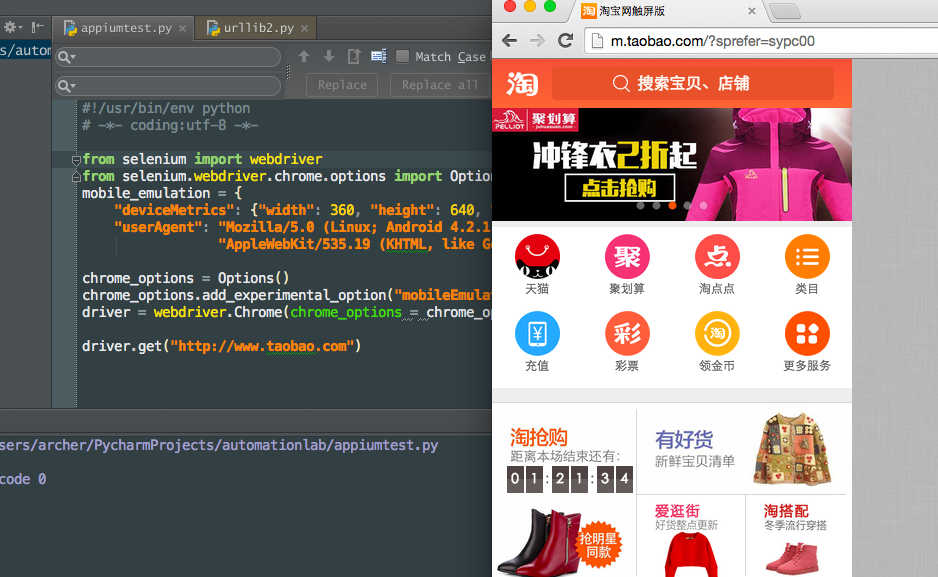 appiumtest.py
urllib2.py
s/autom
Match Case
Replace
Replace all
#!/usr/bin/env python
# -*- coding:utf-8 -*-
from selenium import webdriver
from selenium.webdriver.chrome.options import Optio
mobile_emulation = {
"deviceMetrics": {"width": 360, "height": 640,
"userAgent": "Mozilla/5.0 (Linux; Android 4.2.1
"AppleWebKit/535.19 (KHTML, like Ge
chrome_options = Options()
chrome_options.add_experimental_option("mobileEmula
driver = webdriver.Chrome(chrome_options = chrome_op
driver.get("http://www.taobao.com")
sers/archer/PycharmProjects/automationlab/appiumtest.py
code 0
淘 淘宝网触屏版
m.taobao.com/?sprefer=sypc00
淘 搜索宝贝、店铺
PELLIOT 聚划算
juhuasuan.com
冲锋衣2折起
点击抢购
聚 点
天猫 聚划算 淘点点 类目
¥ 彩 淘
充值 彩票 领金币 更多服务
淘抢购
距离本场结束还有:
01:21:34
抢明星
同款
有好货
新鲜宝贝清单
爱逛街
好货整点更新
淘搭配
冬季流行穿搭